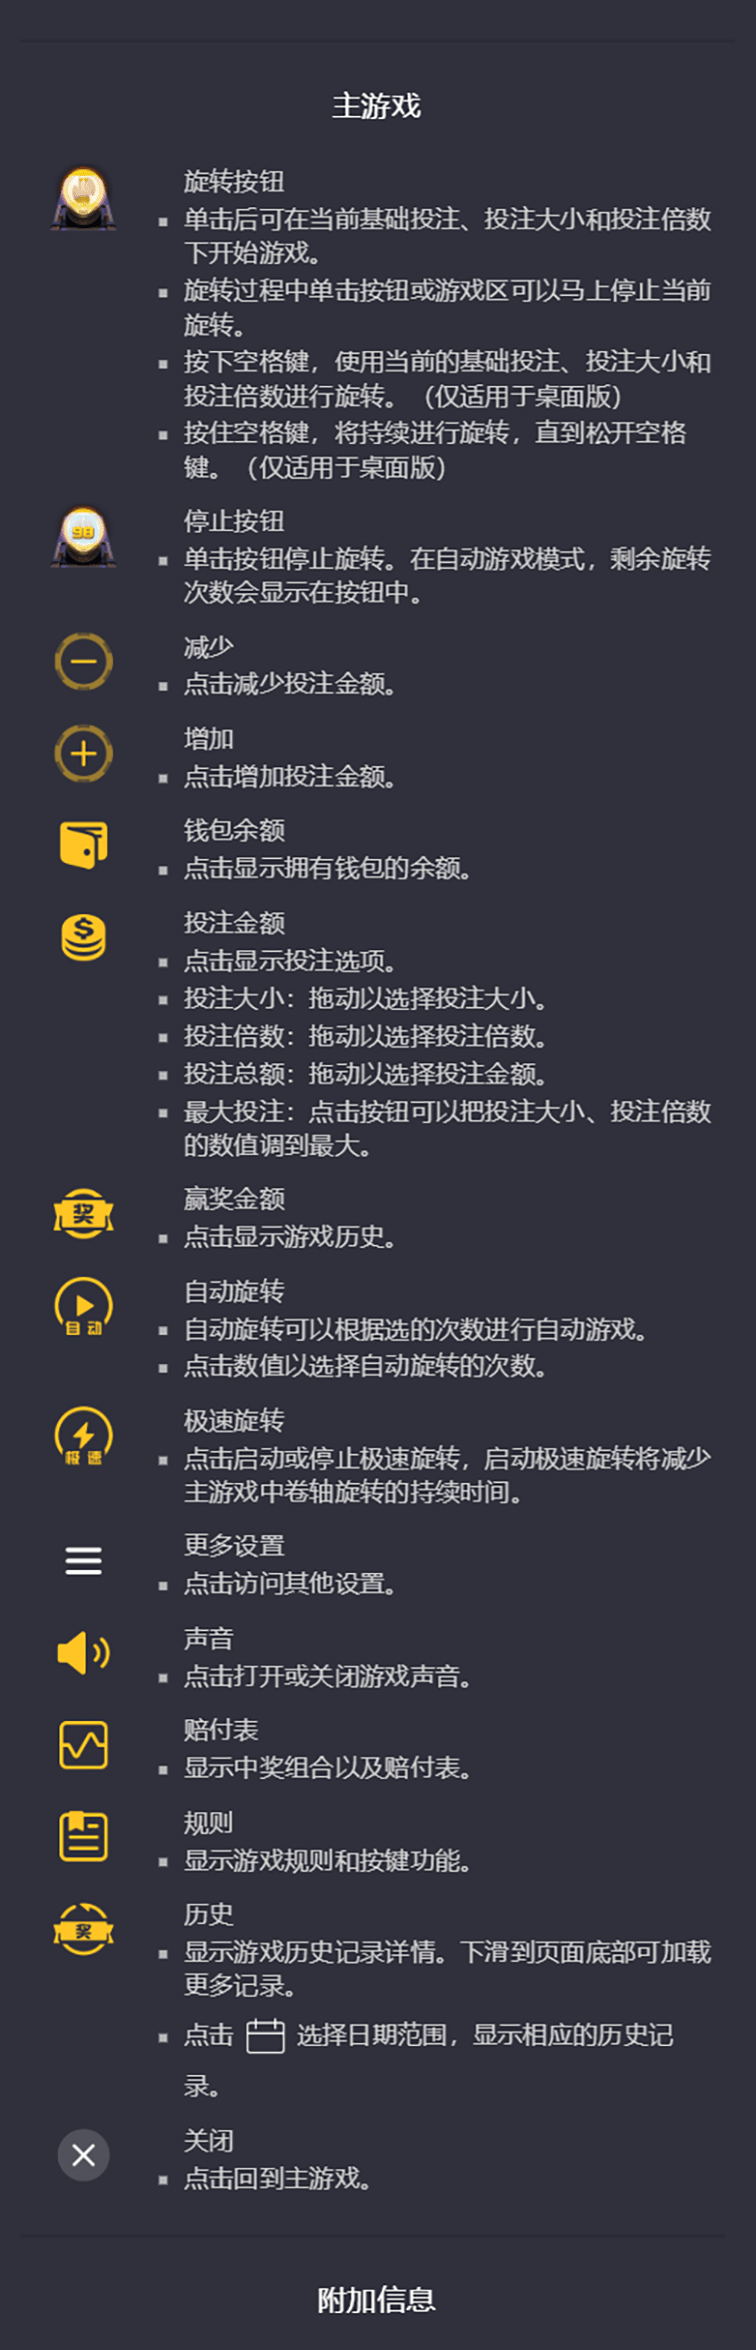 主游戏
旋转按钮
▪ 单击后可在当前基础投注、投注大小和投注倍数
下开始游戏。
▪ 旋转过程中单击按钮或游戏区可以马上停止当前
旋转。
▪ 按下空格键，使用当前的基础投注、投注大小和
投注倍数进行旋转。（仅适用于桌面版）
▪ 按住空格键，将持续进行旋转，直到松开空格
键。（仅适用于桌面版）
98
停止按钮
▪ 单击按钮停止旋转。在自动游戏模式，剩余旋转
次数会显示在按钮中。
减少
▪ 点击减少投注金额。
增加
▪ 点击增加投注金额。
钱包余额
▪ 点击显示拥有钱包的余额。
$
投注金额
▪ 点击显示投注选项。
▪ 投注大小：拖动以选择投注大小。
▪ 投注倍数：拖动以选择投注倍数。
▪ 投注总额：拖动以选择投注金额。
▪ 最大投注：点击按钮可以把投注大小、投注倍数
的数值调到最大。
奖
赢奖金额
▪ 点击显示游戏历史。
自动
自动旋转
▪ 自动旋转可以根据选的次数进行自动游戏。
▪ 点击数值以选择自动旋转的次数。
极速
极速旋转
▪ 点击启动或停止极速旋转，启动极速旋转将减少
主游戏中卷轴旋转的持续时间。
更多设置
▪ 点击访问其他设置。
声音
▪ 点击打开或关闭游戏声音。
赔付表
▪ 显示中奖组合以及赔付表。
规则
▪ 显示游戏规则和按键功能。
奖
历史
▪ 显示游戏历史记录详情。下滑到页面底部可加载
更多记录。
▪ 点击 选择日期范围，显示相应的历史记
录。
关闭
▪ 点击回到主游戏。
附加信息